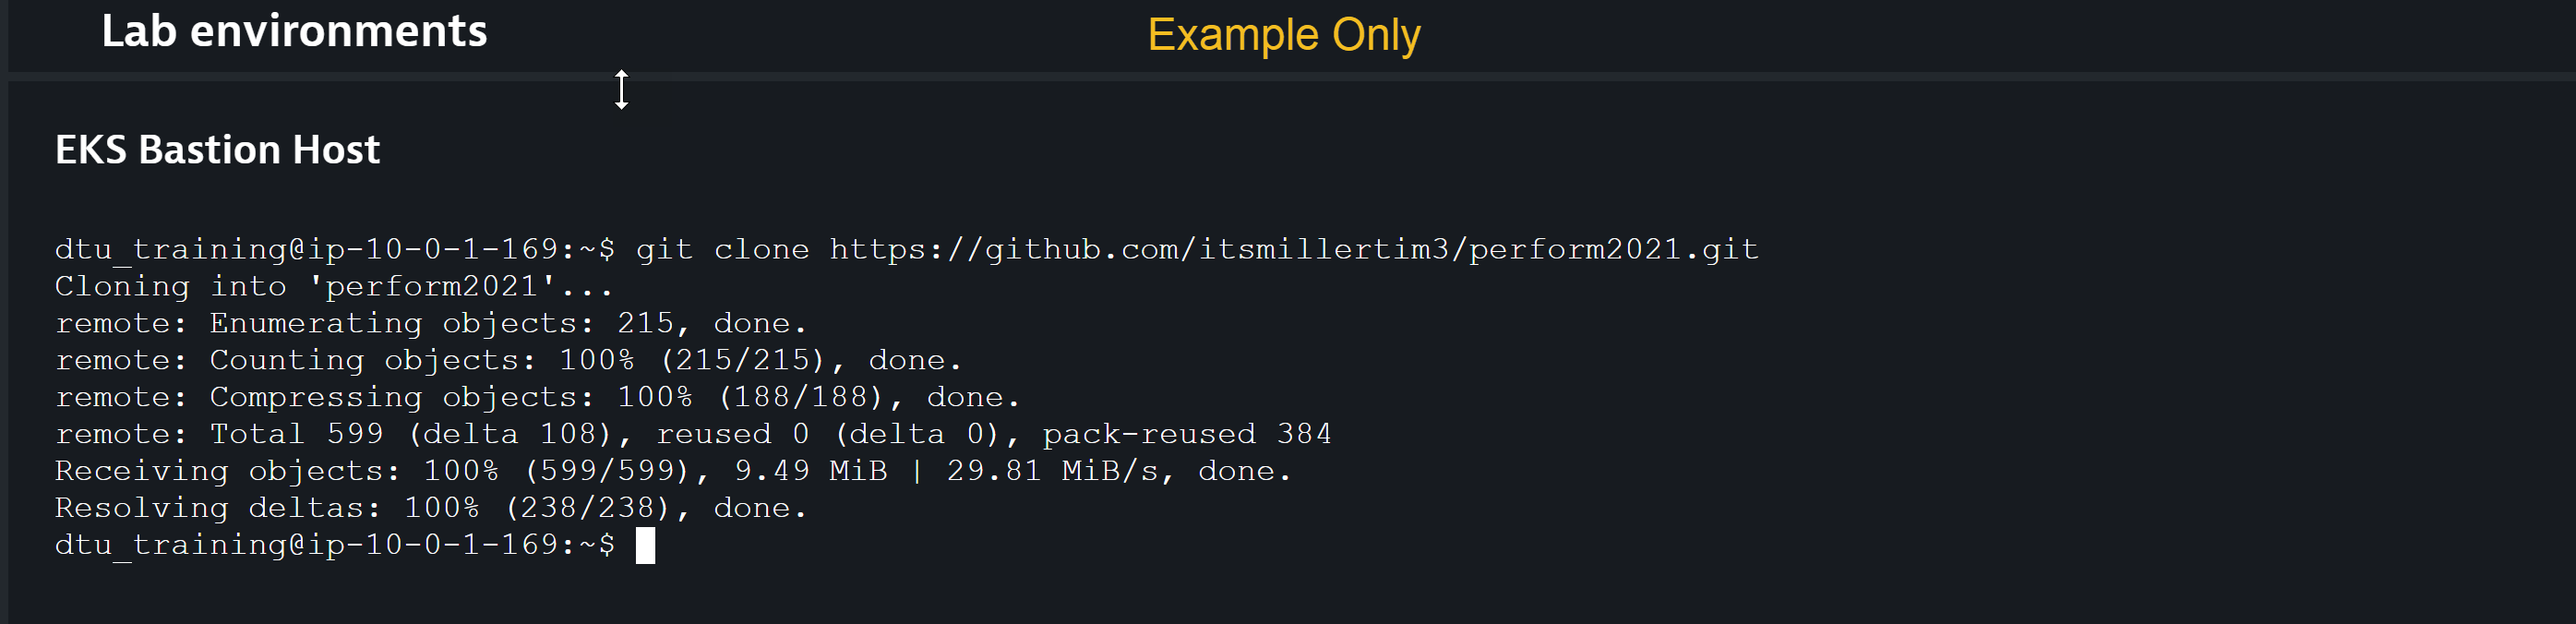 Lab environments
Example Only
EKS Bastion Host
dtu_training@ip-10-0-1-169:~$ git clone https://github.com/itsmillertim3/perform2021.git
Cloning into 'perform2021'...
remote: Enumerating objects: 215, done.
remote: Counting objects: 100% (215/215), done.
remote: Compressing objects: 100% (188/188), done.
remote: Total 599 (delta 108), reused 0 (delta 0), pack-reused 384
Receiving objects: 100% (599/599), 9.49 MiB | 29.81 MiB/s, done.
Resolving deltas: 100% (238/238), done.
dtu_training@ip-10-0-1-169:~$